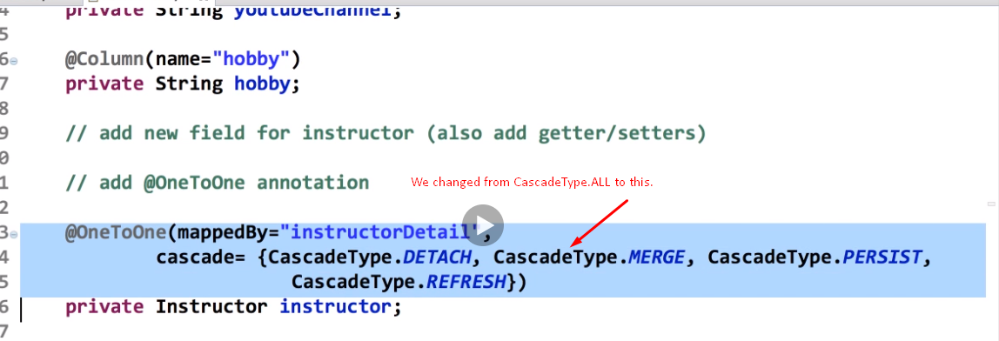 4 private String youtubeChannel;
5
6 @Column(name="hobby")
7 private String hobby;
8
9 // add new field for instructor (also add getter/setters)
0
1 // add @OneToOne annotation
We changed from CascadeType.ALL to this.
2
3 @OneToOne(mappedBy="instructorDetail",
4 cascade= {CascadeType.DETACH, CascadeType.MERGE, CascadeType.PERSIST,
5 CascadeType.REFRESH})
6 private Instructor instructor;
7